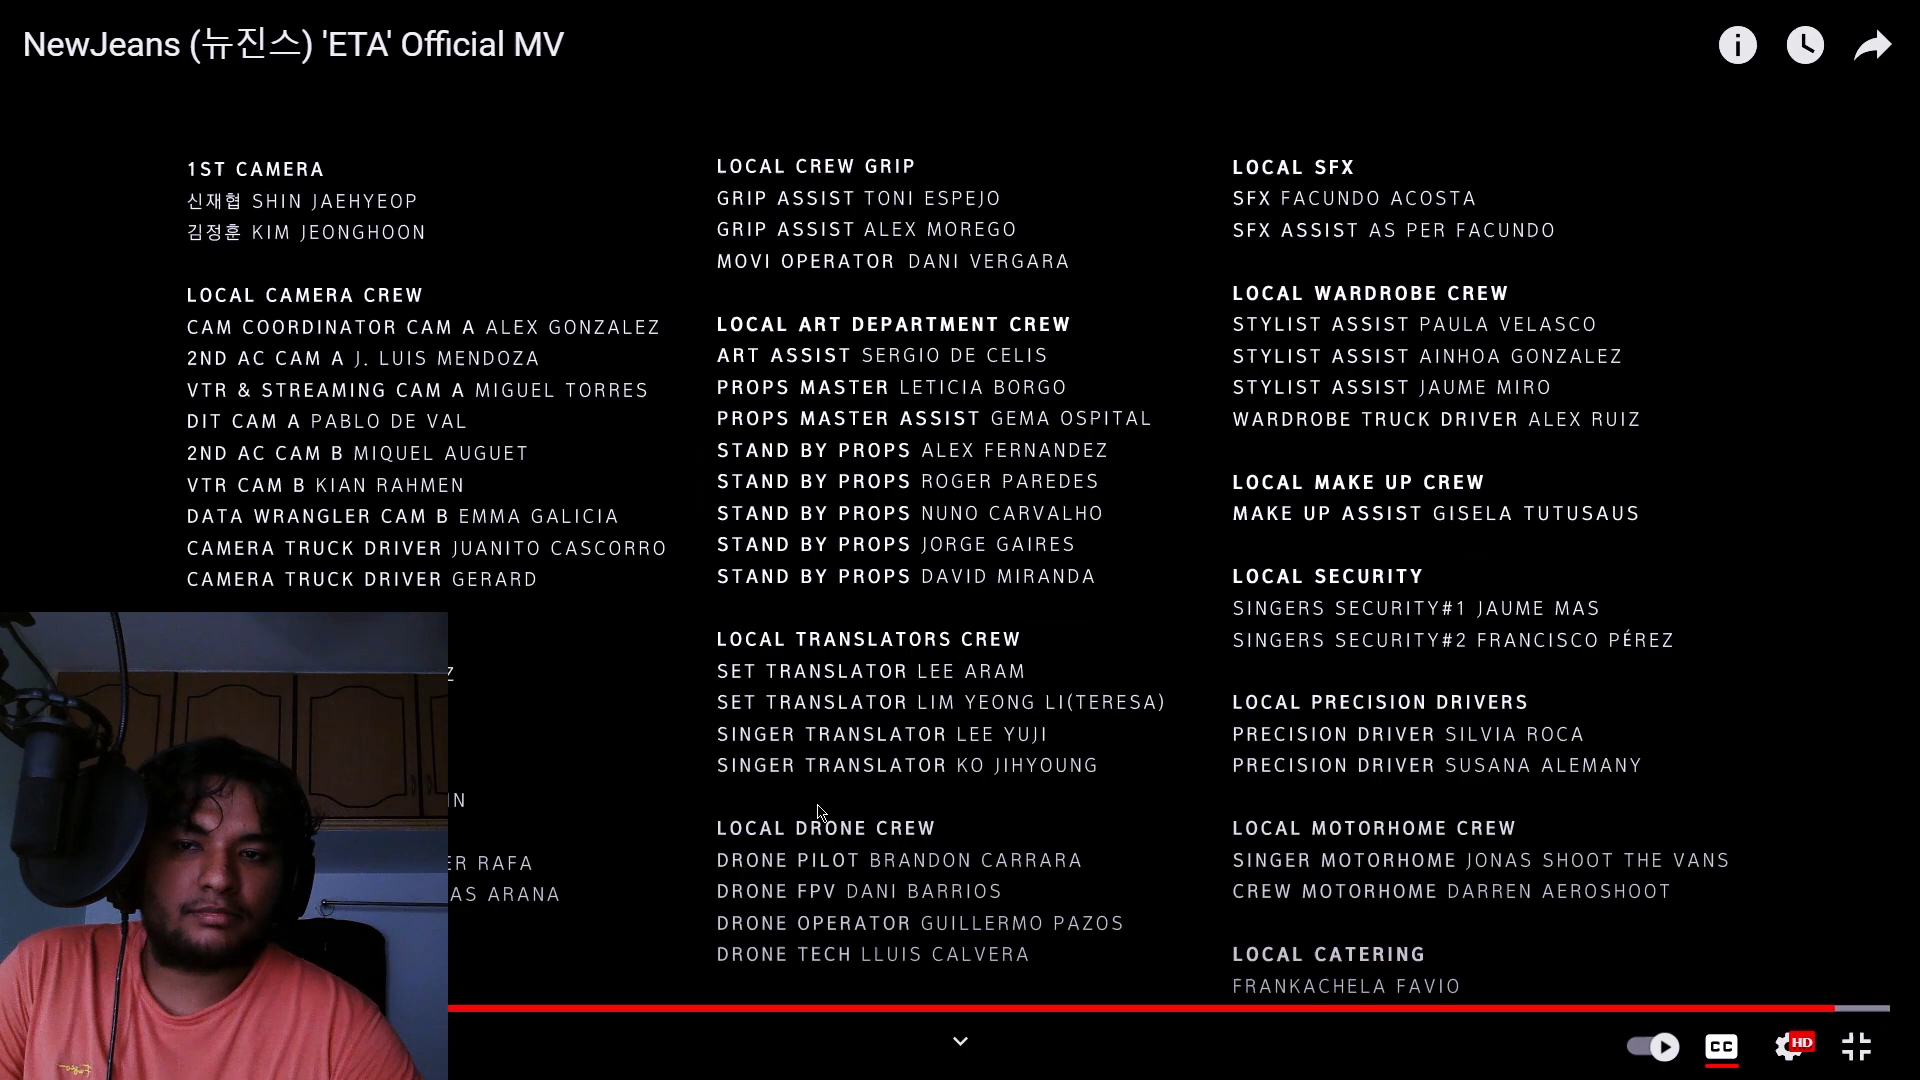 NewJeans (뉴진스) 'ETA' Official MV
1ST CAMERA
신재협 SHIN JAEHYEOP
김정훈 KIM JEONGHOON
LOCAL CAMERA CREW
CAM COORDINATOR CAM A ALEX GONZALEZ
2ND AC CAM A J. LUIS MENDOZA
VTR & STREAMING CAM A MIGUEL TORRES
DIT CAM A PABLO DE VAL
2ND AC CAM B MIQUEL AUGUET
VTR CAM B KIAN RAHMEN
DATA WRANGLER CAM B EMMA GALICIA
CAMERA TRUCK DRIVER JUANITO CASCORRO
CAMERA TRUCK DRIVER GERARD
RAFA
ARANA
LOCAL CREW GRIP
GRIP ASSIST TONI ESPEJO
GRIP ASSIST ALEX MOREGO
MOVI OPERATOR DANI VERGARA
LOCAL ART DEPARTMENT CREW
ART ASSIST SERGIO DE CELIS
PROPS MASTER LETICIA BORGO
PROPS MASTER ASSIST GEMA OSPITAL
STAND BY PROPS ALEX FERNANDEZ
STAND BY PROPS ROGER PAREDES
STAND BY PROPS NUNO CARVALHO
STAND BY PROPS JORGE GAIRES
STAND BY PROPS DAVID MIRANDA
LOCAL TRANSLATORS CREW
SET TRANSLATOR LEE ARAM
SET TRANSLATOR LIM YEONG LI(TERESA)
SINGER TRANSLATOR LEE YUJI
SINGER TRANSLATOR KO JIHYOUNG
LOCAL DRONE CREW
DRONE PILOT BRANDON CARRARA
DRONE FPV DANI BARRIOS
DRONE OPERATOR GUILLERMO PAZOS
DRONE TECH LLUIS CALVERA
LOCAL SFX
SFX FACUNDO ACOSTA
SFX ASSIST AS PER FACUNDO
LOCAL WARDROBE CREW
STYLIST ASSIST PAULA VELASCO
STYLIST ASSIST AINHOA GONZALEZ
STYLIST ASSIST JAUME MIRO
WARDROBE TRUCK DRIVER ALEX RUIZ
LOCAL MAKE UP CREW
MAKE UP ASSIST GISELA TUTUSAUS
LOCAL SECURITY
SINGERS SECURITY#1 JAUME MAS
SINGERS SECURITY#2 FRANCISCO PÉREZ
LOCAL PRECISION DRIVERS
PRECISION DRIVER SILVIA ROCA
PRECISION DRIVER SUSANA ALEMANY
LOCAL MOTORHOME CREW
SINGER MOTORHOME JONAS SHOOT THE VANS
CREW MOTORHOME DARREN AEROSHOOT
LOCAL CATERING
FRANKACHELA FAVIO
CC
HD